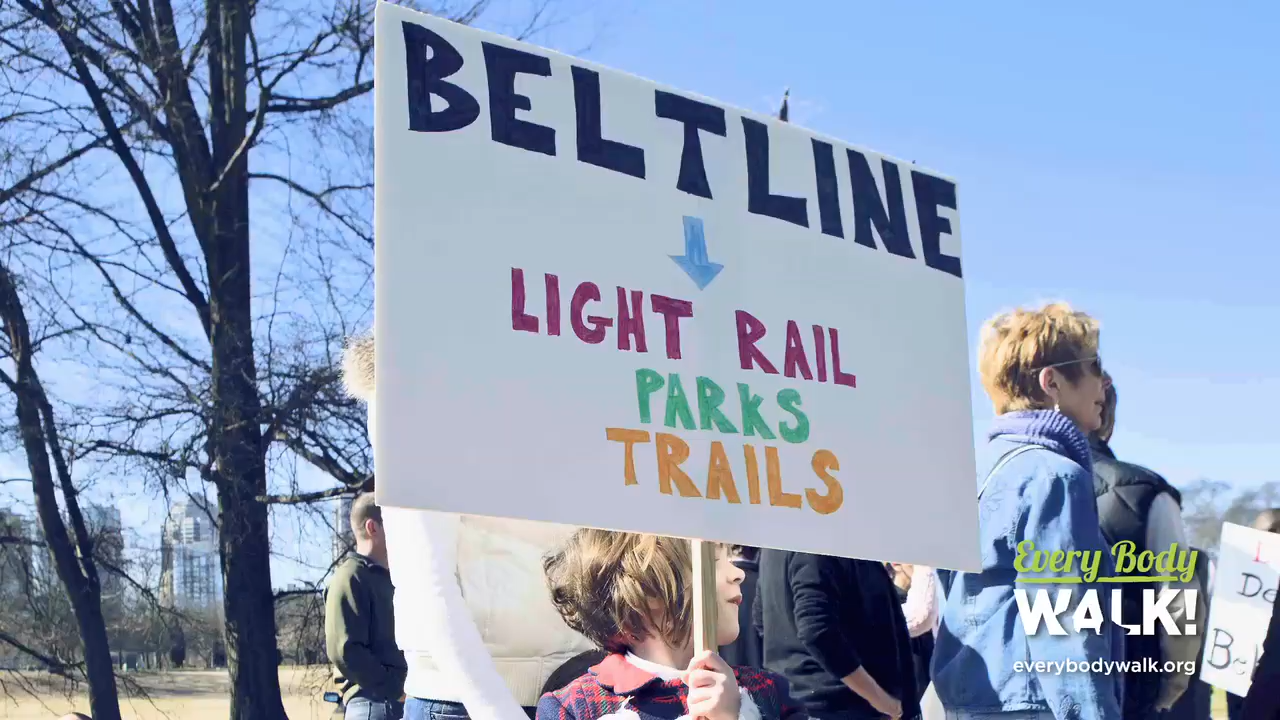 BELTLINE
LIGHT RAIL
PARKS
TRAILS
Every Body
WALK!
everybodywalk.org